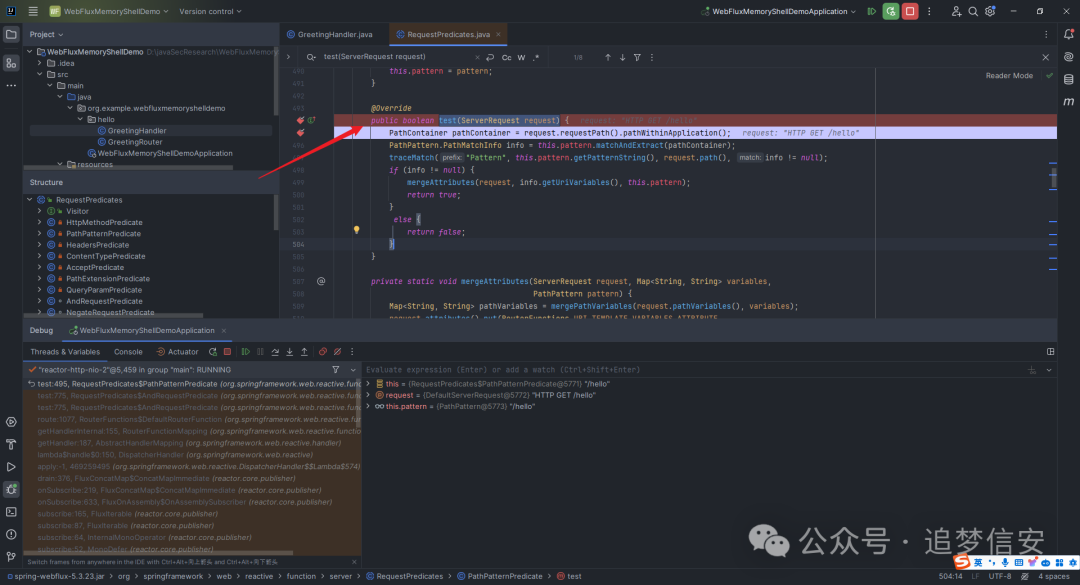 WF WebFluxMemoryShellDemo Version control
WebFluxMemoryShellDemoApplication
Project
GreetingHandler.java
RequestPredicates.java
test(ServerRequest request)
Cc W .*
1/8
Reader Mode
WebFluxMemoryShellDemo D:\javaSecResearch\WebFluxMemory
.idea
src
main
java
org.example.webfluxmemoryshelldemo
hello
GreetingHandler
GreetingRouter
WebFluxMemoryShellDemoApplication
resources
Structure
RequestPredicates
Visitor
HttpMethodPredicate
PathPatternPredicate
HeadersPredicate
ContentTypePredicate
AcceptPredicate
PathExtensionPredicate
QueryParamPredicate
AndRequestPredicate
NegateRequestPredicate
490 this.pattern = pattern;
491 }
492
493 @Override
public boolean test(ServerRequest request) { request: "HTTP GET /hello"
PathContainer pathContainer = request.requestPath().pathWithinApplication(); request: "HTTP GET /hello"
496 PathPattern.PathMatchInfo info = this.pattern.matchAndExtract(pathContainer);
497 traceMatch( prefix: "Pattern", this.pattern.getPatternString(), request.path(), match: info != null);
498 if (info != null) {
499 mergeAttributes(request, info.getUriVariables(), this.pattern);
500 return true;
501 }
502 else {
503 return false;
504 }
505 }
506
507 private static void mergeAttributes(ServerRequest request, Map<String, String> variables,
508 PathPattern pattern) {
509 Map<String, String> pathVariables = mergePathVariables(request.pathVariables(), variables);
request.attributes().put(RouterFunctions.URI_TEMPLATE_VARIABLES_ATTRIBUTE
Debug
WebFluxMemoryShellDemoApplication
Threads & Variables Console Actuator
"reactor-http-nio-2"@5,459 in group "main": RUNNING
test:495, RequestPredicates$PathPatternPredicate (org.springframework.web.reactive.func
test:775, RequestPredicates$AndRequestPredicate (org.springframework.web.reactive.func
test:775, RequestPredicates$AndRequestPredicate (org.springframework.web.reactive.func
route:1077, RouterFunctions$DefaultRouterFunction (org.springframework.web.reactive.fu
getHandlerInternal:155, RouterFunctionMapping (org.springframework.web.reactive.functio
getHandler:187, AbstractHandlerMapping (org.springframework.web.reactive.handler)
lambda$handle$0:150, DispatcherHandler (org.springframework.web.reactive)
apply:-1, 469259495 (org.springframework.web.reactive.DispatcherHandler$$Lambda$574)
drain:376, FluxConcatMap$ConcatMapImmediate (reactor.core.publisher)
onSubscribe:219, FluxConcatMap$ConcatMapImmediate (reactor.core.publisher)
onSubscribe:633, FluxOnAssembly$OnAssemblySubscriber (reactor.core.publisher)
subscribe:165, FluxIterable (reactor.core.publisher)
subscribe:87, FluxIterable (reactor.core.publisher)
subscribe:64, InternalMonoOperator (reactor.core.publisher)
subscribe:52, MonoDefer (reactor.core.publisher)
Switch frames from anywhere in the IDE with Ctrl+Alt+向上箭头 and Ctrl+Alt+向下箭头
Evaluate expression (Enter) or add a watch (Ctrl+Shift+Enter)
this = {RequestPredicates$PathPatternPredicate@5771} "/hello"
request = {DefaultServerRequest@5772} "HTTP GET /hello"
this.pattern = {PathPattern@5773} "/hello"
公众号 · 追梦信安
英
spring-webflux-5.3.23.jar org springframework web reactive function server RequestPredicates PathPatternPredicate test
504:14 LF UTF-8 4 spaces